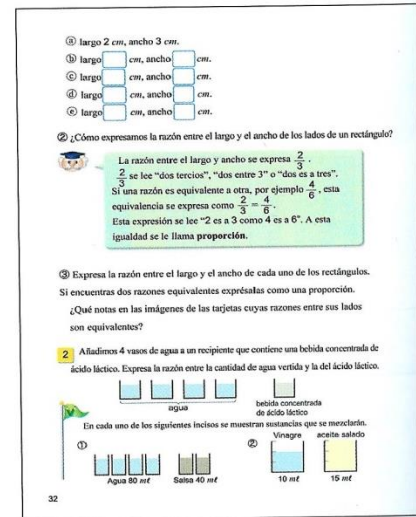 ⓐ largo 2 cm, ancho 3 cm.
ⓑ largo cm, ancho cm.
ⓒ largo cm, ancho cm.
ⓓ largo cm, ancho cm.
ⓔ largo cm, ancho cm.
② ¿Cómo expresamos la razón entre el largo y el ancho de los lados de un rectángulo?
La razón entre el largo y ancho se expresa 2/3.
2/3 se lee “dos tercios”, “dos entre 3” o “dos es a tres”.
Si una razón es equivalente a otra, por ejemplo 4/6, esta
equivalencia se expresa como 2/3 = 4/6.
Esta expresión se lee “2 es a 3 como 4 es a 6”. A esta
igualdad se le llama proporción.
③ Expresa la razón entre el largo y el ancho de cada uno de los rectángulos.
Si encuentras dos razones equivalentes exprésalas como una proporción.
¿Qué notas en las imágenes de las tarjetas cuyas razones entre sus lados
son equivalentes?
2 Añadimos 4 vasos de agua a un recipiente que contiene una bebida concentrada de
ácido láctico. Expresa la razón entre la cantidad de agua vertida y la del ácido láctico.
agua
bebida concentrada
de ácido láctico
En cada uno de los siguientes incisos se muestran sustancias que se mezclarán.
①
Agua 80 mℓ
Salsa 40 mℓ
②
Vinagre
aceite salado
10 mℓ
15 mℓ
32